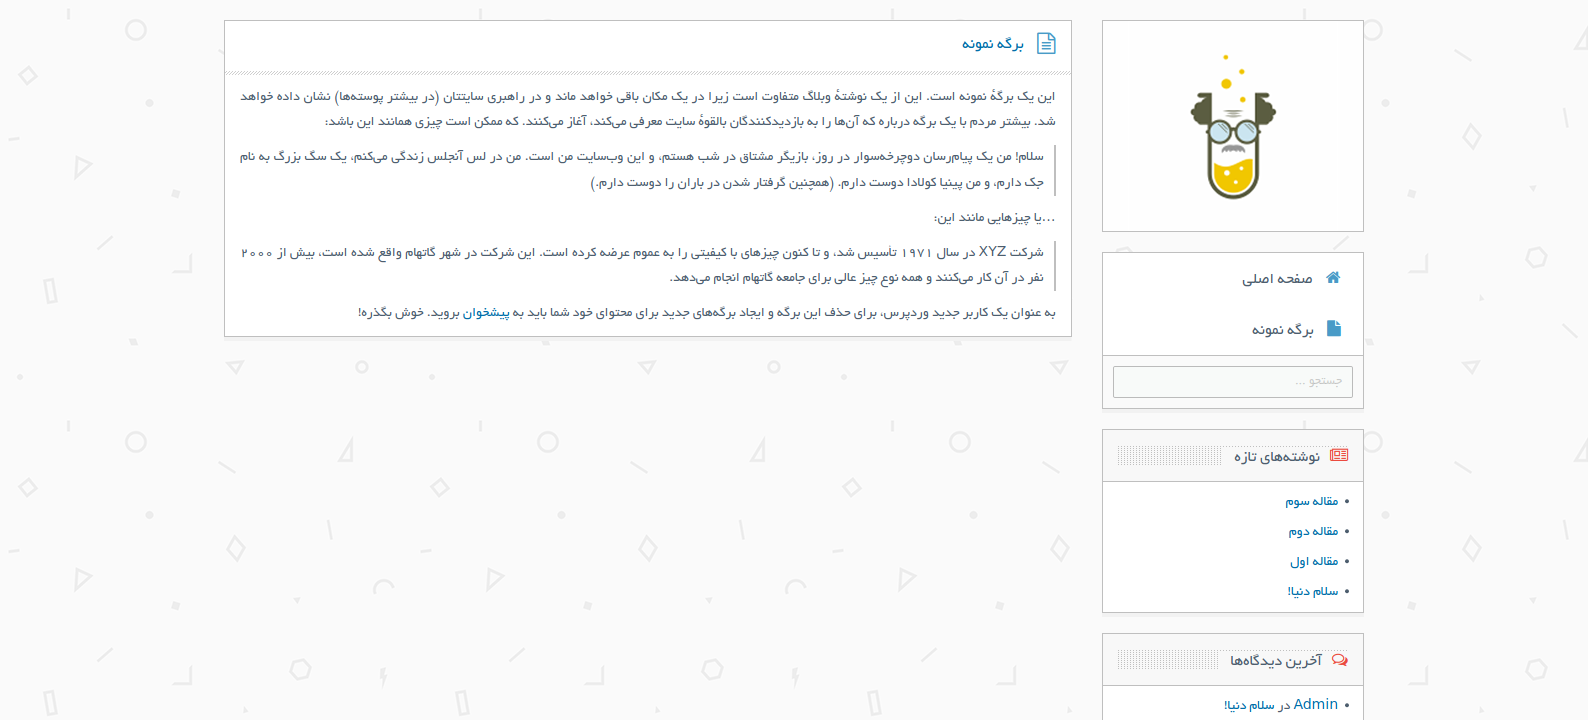 برگه نمونه
این یک برگهٔ نمونه است. این از یک نوشتهٔ وبلاگ متفاوت است زیرا در یک مکان باقی خواهد ماند و در راهبری سایتتان (در بیشتر پوسته‌ها) نشان داده خواهد
شد. بیشتر مردم با یک برگه درباره که آن‌ها را به بازدیدکنندگان بالقوهٔ سایت معرفی می‌کند، آغاز می‌کنند. که ممکن است چیزی همانند این باشد:
سلام! من یک پیام‌رسان دوچرخه‌سوار در روز، بازیگر مشتاق در شب هستم، و این وب‌سایت من است. من در لس آنجلس زندگی می‌کنم، یک سگ بزرگ به نام
جک دارم، و من پینیا کولادا دوست دارم. (همچنین گرفتار شدن در باران را دوست دارم.)
…یا چیزهایی مانند این:
شرکت XYZ در سال ۱۹۷۱ تأسیس شد، و تا کنون چیزهای با کیفیتی را به عموم عرضه کرده است. این شرکت در شهر گاتهام واقع شده است، بیش از ۲۰۰۰
نفر در آن کار می‌کنند و همه نوع چیز عالی برای جامعه گاتهام انجام می‌دهد.
به عنوان یک کاربر جدید وردپرس، برای حذف این برگه و ایجاد برگه‌های جدید برای محتوای خود شما باید به پیشخوان بروید. خوش بگذره!
صفحه اصلی
برگه نمونه
جستجو ...
نوشته‌های تازه
• مقاله سوم
• مقاله دوم
• مقاله اول
• سلام دنیا!
آخرین دیدگاه‌ها
• Admin در سلام دنیا!